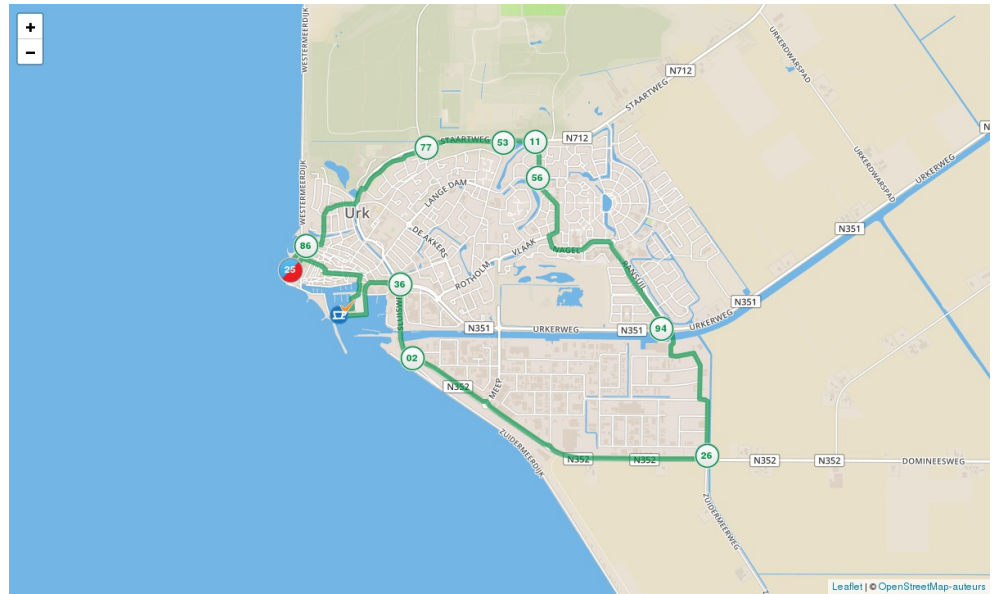 +
−
WESTERMEERDIJK
URKERDWARSPAD
N712
STAARTWEG
77
STAARTWEG
53
11
N712
WESTERMEERDIJK
56
URKERDWARSPAD
URKERWEG
LANGE DAM
Urk
N351
DE AKKERS
86
VLAAK
VAGEL
25
ROTHOLM
36
N351
N351
URKERWEG
N351
94
URKERWEG
02
N352
MEEP
ZUIDERMEERDIJK
N352
N352
26
N352
N352
DOMINEESWEG
ZUIDERMEERWEG
Leaflet | © OpenStreetMap-auteurs